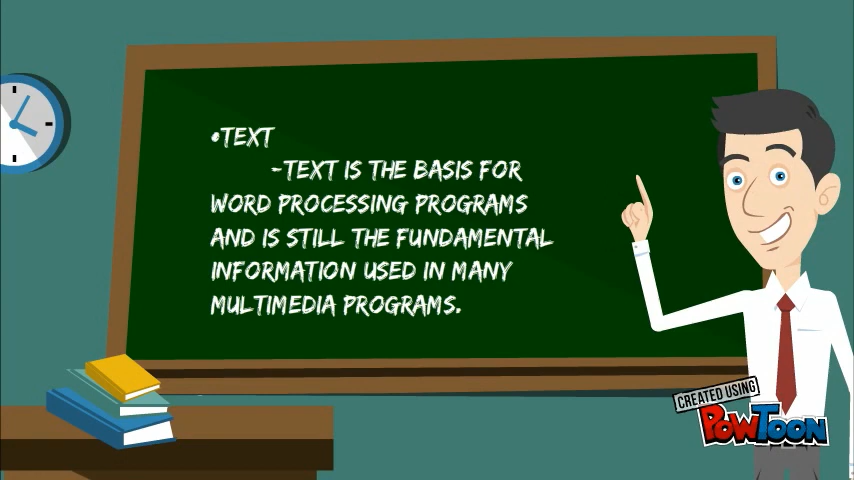 •TEXT
-TEXT IS THE BASIS FOR
WORD PROCESSING PROGRAMS
AND IS STILL THE FUNDAMENTAL
INFORMATION USED IN MANY
MULTIMEDIA PROGRAMS.
CREATED USING
POWTOON